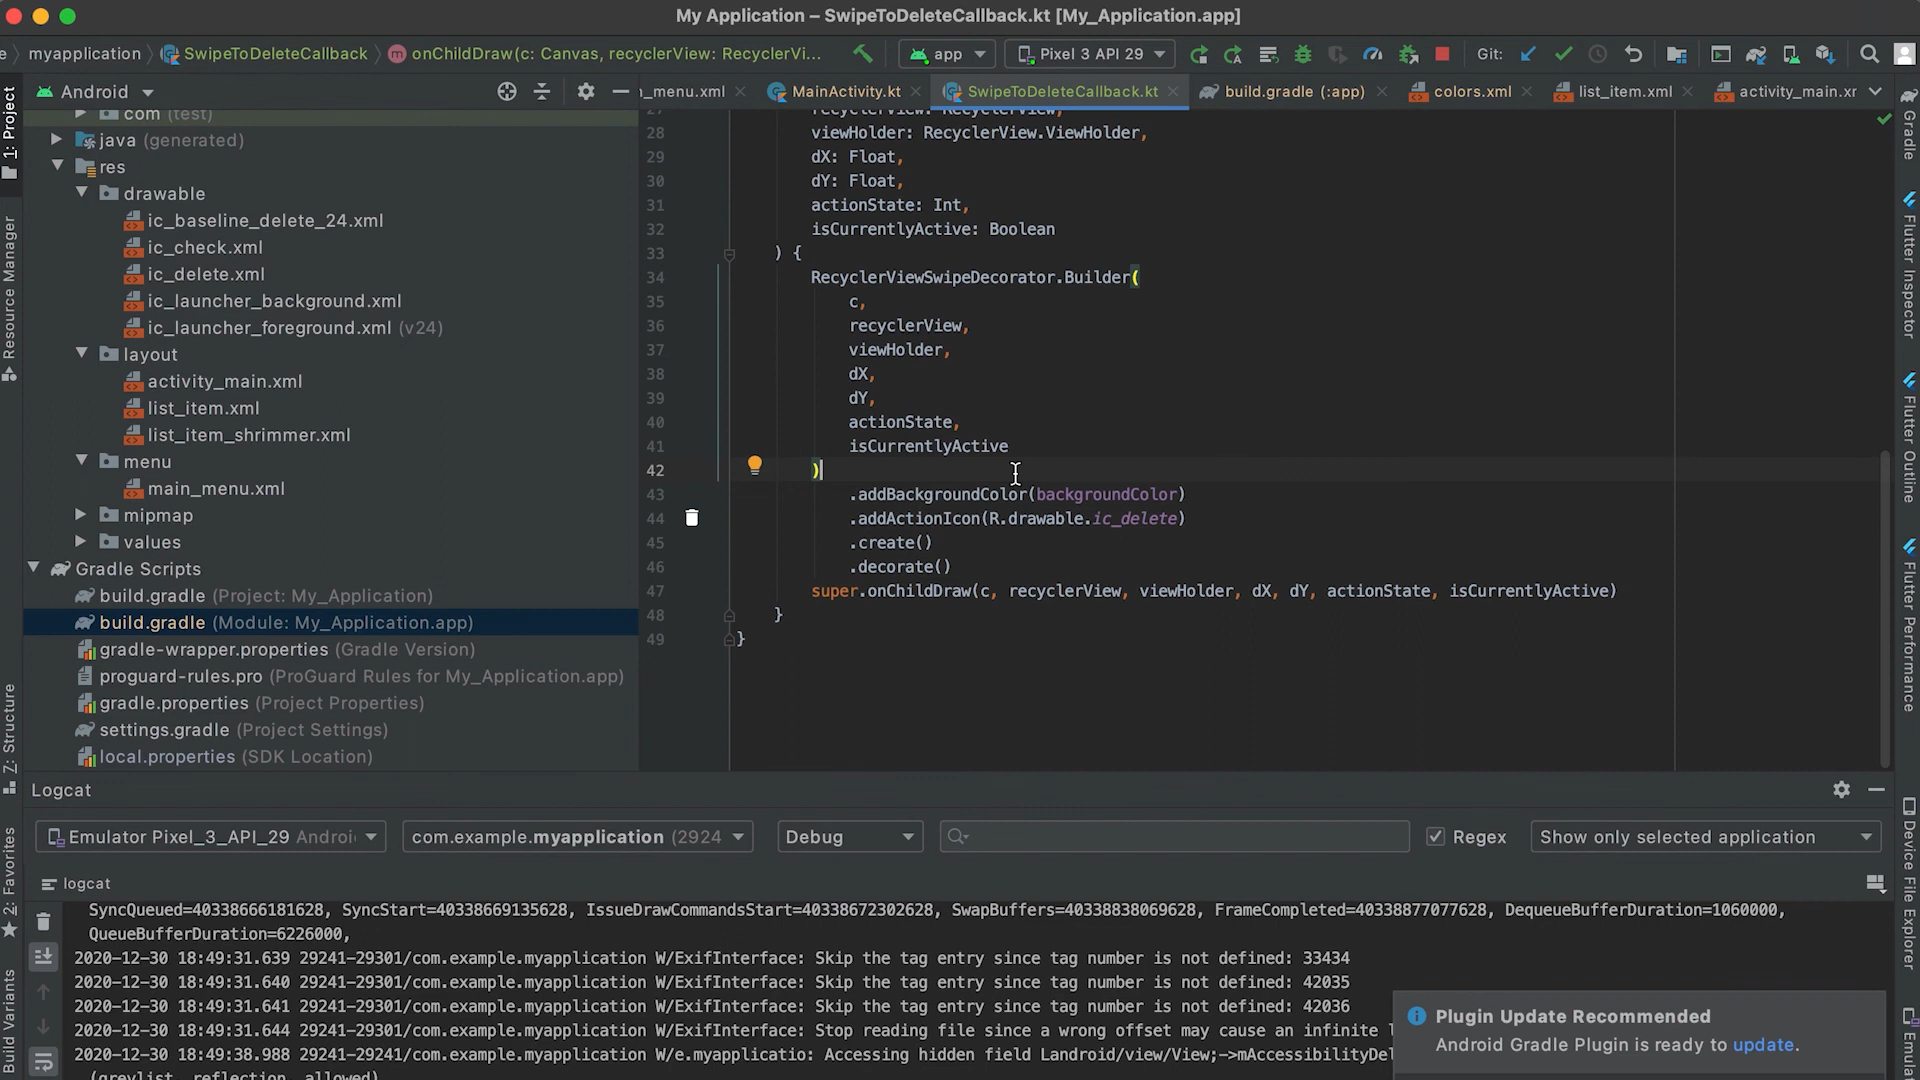 My Application – SwipeToDeleteCallback.kt [My_Application.app]
myapplication SwipeToDeleteCallback onChildDraw(c: Canvas, recyclerView: RecyclerVi... app Pixel 3 API 29 Git:
Android
_menu.xml MainActivity.kt SwipeToDeleteCallback.kt build.gradle (:app) colors.xml list_item.xml activity_main.xr
1: Project
Resource Manager
Z: Structure
2: Favorites
Build Variants
com (test)
java (generated)
res
drawable
ic_baseline_delete_24.xml
ic_check.xml
ic_delete.xml
ic_launcher_background.xml
ic_launcher_foreground.xml (v24)
layout
activity_main.xml
list_item.xml
list_item_shrimmer.xml
menu
main_menu.xml
mipmap
values
Gradle Scripts
build.gradle (Project: My_Application)
build.gradle (Module: My_Application.app)
gradle-wrapper.properties (Gradle Version)
proguard-rules.pro (ProGuard Rules for My_Application.app)
gradle.properties (Project Properties)
settings.gradle (Project Settings)
local.properties (SDK Location)
27 recyclerView: RecyclerView,
28 viewHolder: RecyclerView.ViewHolder,
29 dX: Float,
30 dY: Float,
31 actionState: Int,
32 isCurrentlyActive: Boolean
33 ) {
34 RecyclerViewSwipeDecorator.Builder(
35 c,
36 recyclerView,
37 viewHolder,
38 dX,
39 dY,
40 actionState,
41 isCurrentlyActive
42 )
43 .addBackgroundColor(backgroundColor)
44 .addActionIcon(R.drawable.ic_delete)
45 .create()
46 .decorate()
47 super.onChildDraw(c, recyclerView, viewHolder, dX, dY, actionState, isCurrentlyActive)
48 }
49 }
Gradle
Flutter Inspector
Flutter Outline
Flutter Performance
Device File Explorer
Logcat
Emulator Pixel_3_API_29 Androi com.example.myapplication (2924 Debug Regex Show only selected application
logcat
SyncQueued=40338666181628, SyncStart=40338669135628, IssueDrawCommandsStart=40338672302628, SwapBuffers=40338838069628, FrameCompleted=40338877077628, DequeueBufferDuration=1060000,
QueueBufferDuration=6226000,
2020-12-30 18:49:31.639 29241-29301/com.example.myapplication W/ExifInterface: Skip the tag entry since tag number is not defined: 33434
2020-12-30 18:49:31.640 29241-29301/com.example.myapplication W/ExifInterface: Skip the tag entry since tag number is not defined: 42035
2020-12-30 18:49:31.641 29241-29301/com.example.myapplication W/ExifInterface: Skip the tag entry since tag number is not defined: 42036
2020-12-30 18:49:31.644 29241-29301/com.example.myapplication W/ExifInterface: Stop reading file since a wrong offset may cause an infinite l
2020-12-30 18:49:38.988 29241-29241/com.example.myapplication W/e.myapplicatio: Accessing hidden field Landroid/view/View;->mAccessibilityDel
(greylist, reflection, allowed)
Plugin Update Recommended
Android Gradle Plugin is ready to update.